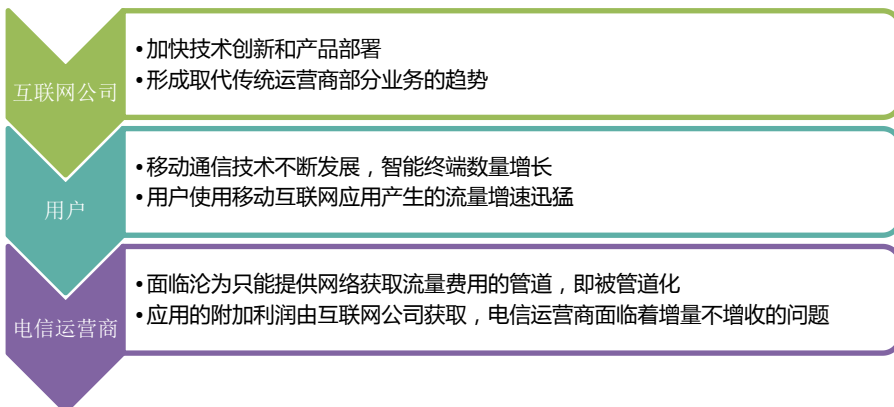 互联网公司
•加快技术创新和产品部署
•形成取代传统运营商部分业务的趋势
用户
•移动通信技术不断发展，智能终端数量增长
•用户使用移动互联网应用产生的流量增速迅猛
电信运营商
•面临沦为只能提供网络获取流量费用的管道，即被管道化
•应用的附加利润由互联网公司获取，电信运营商面临着增量不增收的问题